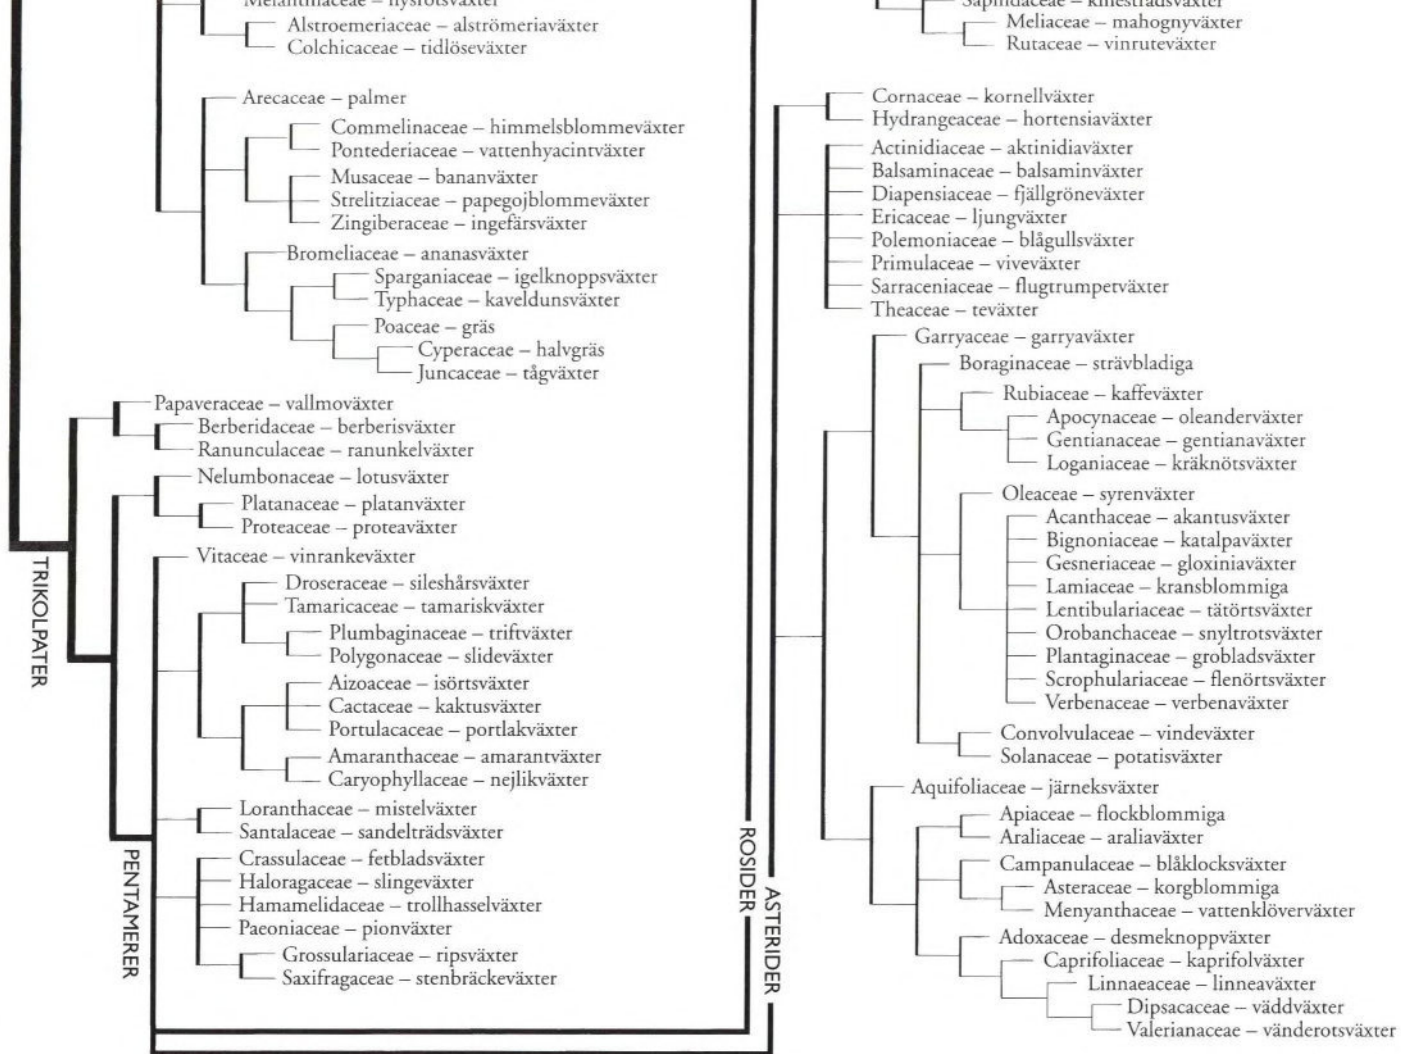 Melanthiaceae – nysrotsväxter
Alstroemeriaceae – alströmeriaväxter
Colchicaceae – tidlöseväxter
Arecaceae – palmer
Commelinaceae – himmelsblommeväxter
Pontederiaceae – vattenhyacintväxter
Musaceae – bananväxter
Strelitziaceae – papegojblommeväxter
Zingiberaceae – ingefärsväxter
Bromeliaceae – ananasväxter
Sparganiaceae – igelknoppsväxter
Typhaceae – kaveldunsväxter
Poaceae – gräs
Cyperaceae – halvgräs
Juncaceae – tågväxter
Papaveraceae – vallmoväxter
Berberidaceae – berberisväxter
Ranunculaceae – ranunkelväxter
Nelumbonaceae – lotusväxter
Platanaceae – platanväxter
Proteaceae – proteaväxter
Vitaceae – vinrankeväxter
Droseraceae – sileshårsväxter
Tamaricaceae – tamariskväxter
Plumbaginaceae – triftväxter
Polygonaceae – slideväxter
Aizoaceae – isörtsväxter
Cactaceae – kaktusväxter
Portulacaceae – portlakväxter
Amaranthaceae – amarantväxter
Caryophyllaceae – nejlikväxter
Loranthaceae – mistelväxter
Santalaceae – sandelträdsväxter
Crassulaceae – fetbladsväxter
Haloragaceae – slingeväxter
Hamamelidaceae – trollhasselväxter
Paeoniaceae – pionväxter
Grossulariaceae – ripsväxter
Saxifragaceae – stenbräckeväxter
TRIKOLPATER
PENTAMERER
ROSIDER
ASTERIDER
Sapindaceae – kinesträdsväxter
Meliaceae – mahognyväxter
Rutaceae – vinruteväxter
Cornaceae – kornellväxter
Hydrangeaceae – hortensiaväxter
Actinidiaceae – aktinidiaväxter
Balsaminaceae – balsaminväxter
Diapensiaceae – fjällgröneväxter
Ericaceae – ljungväxter
Polemoniaceae – blågullsväxter
Primulaceae – viveväxter
Sarraceniaceae – flugtrumpetväxter
Theaceae – teväxter
Garryaceae – garryaväxter
Boraginaceae – strävbladiga
Rubiaceae – kaffeväxter
Apocynaceae – oleanderväxter
Gentianaceae – gentianaväxter
Loganiaceae – kräknötsväxter
Oleaceae – syrenväxter
Acanthaceae – akantusväxter
Bignoniaceae – katalpaväxter
Gesneriaceae – gloxiniaväxter
Lamiaceae – kransblommiga
Lentibulariaceae – tätörtsväxter
Orobanchaceae – snyltrotsväxter
Plantaginaceae – grobladsväxter
Scrophulariaceae – flenörtsväxter
Verbenaceae – verbenaväxter
Convolvulaceae – vindeväxter
Solanaceae – potatisväxter
Aquifoliaceae – järneksväxter
Apiaceae – flockblommiga
Araliaceae – araliaväxter
Campanulaceae – blåklocksväxter
Asteraceae – korgblommiga
Menyanthaceae – vattenklöverväxter
Adoxaceae – desmeknoppväxter
Caprifoliaceae – kaprifolväxter
Linnaeaceae – linneaväxter
Dipsacaceae – väddväxter
Valerianaceae – vänderotsväxter